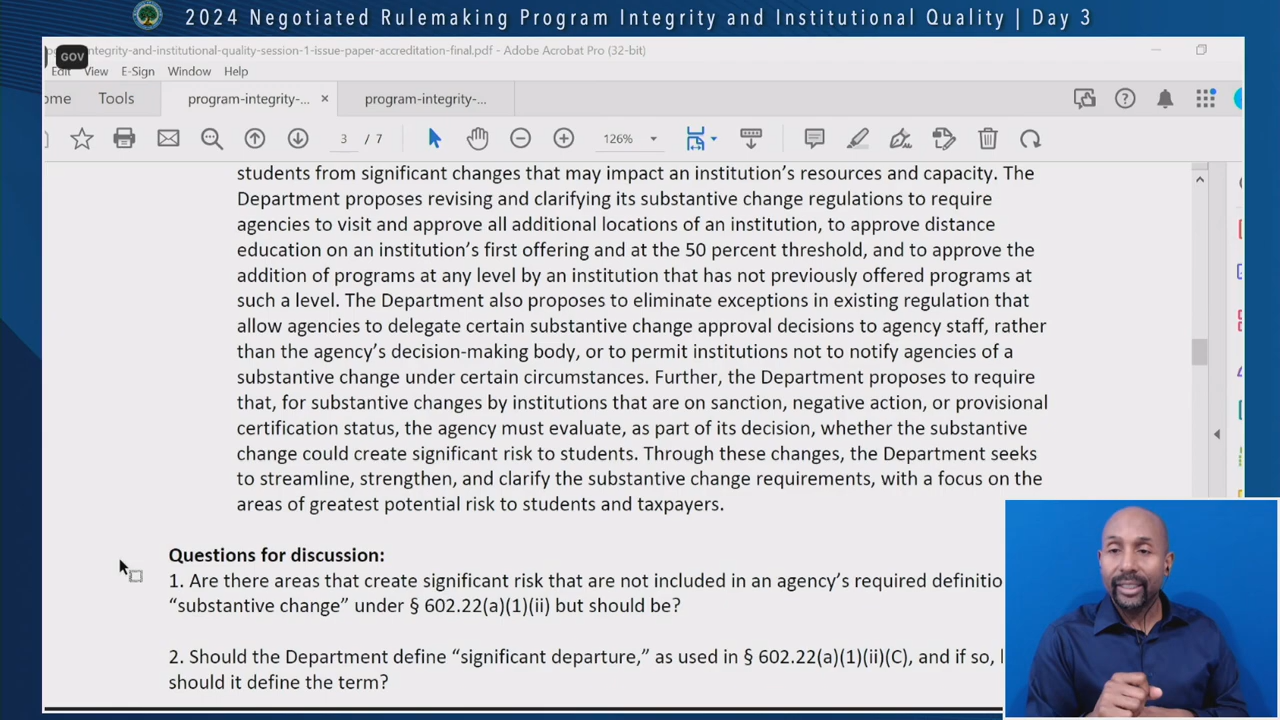 2024 Negotiated Rulemaking Program Integrity and Institutional Quality | Day 3
GOV
integrity-and-institutional-quality-session-1-issue-paper-accreditation-final.pdf - Adobe Acrobat Pro (32-bit)
Edit View E-Sign Window Help
ome Tools program-integrity-... × program-integrity-...
3 / 7 126%
students from significant changes that may impact an institution's resources and capacity. The
Department proposes revising and clarifying its substantive change regulations to require
agencies to visit and approve all additional locations of an institution, to approve distance
education on an institution's first offering and at the 50 percent threshold, and to approve the
addition of programs at any level by an institution that has not previously offered programs at
such a level. The Department also proposes to eliminate exceptions in existing regulation that
allow agencies to delegate certain substantive change approval decisions to agency staff, rather
than the agency's decision-making body, or to permit institutions not to notify agencies of a
substantive change under certain circumstances. Further, the Department proposes to require
that, for substantive changes by institutions that are on sanction, negative action, or provisional
certification status, the agency must evaluate, as part of its decision, whether the substantive
change could create significant risk to students. Through these changes, the Department seeks
to streamline, strengthen, and clarify the substantive change requirements, with a focus on the
areas of greatest potential risk to students and taxpayers.
Questions for discussion:
1. Are there areas that create significant risk that are not included in an agency's required definitio
"substantive change" under § 602.22(a)(1)(ii) but should be?
2. Should the Department define "significant departure," as used in § 602.22(a)(1)(ii)(C), and if so,
should it define the term?